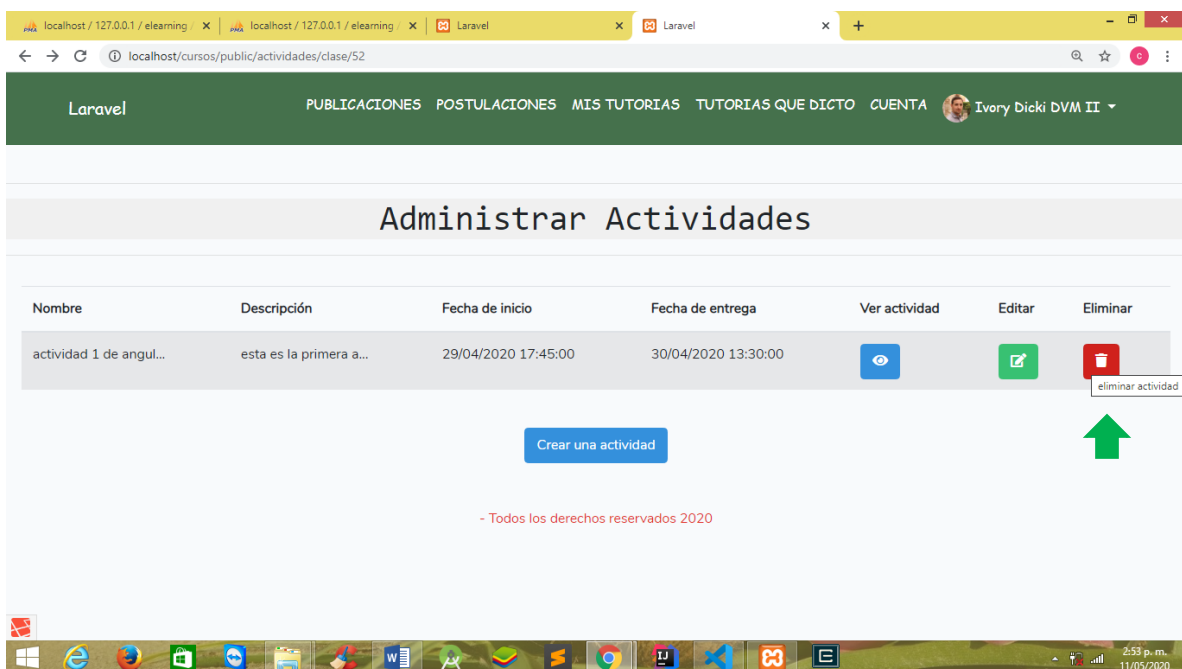 localhost / 127.0.0.1 / elearning /
localhost / 127.0.0.1 / elearning /
Laravel
Laravel
localhost/cursos/public/actividades/clase/52
c
Laravel
PUBLICACIONES POSTULACIONES MIS TUTORIAS TUTORIAS QUE DICTO CUENTA Ivory Dicki DVM II
Administrar Actividades
Nombre Descripción Fecha de inicio Fecha de entrega Ver actividad Editar Eliminar
actividad 1 de angul... esta es la primera a... 29/04/2020 17:45:00 30/04/2020 13:30:00
eliminar actividad
Crear una actividad
- Todos los derechos reservados 2020
2:53 p. m.
11/05/2020